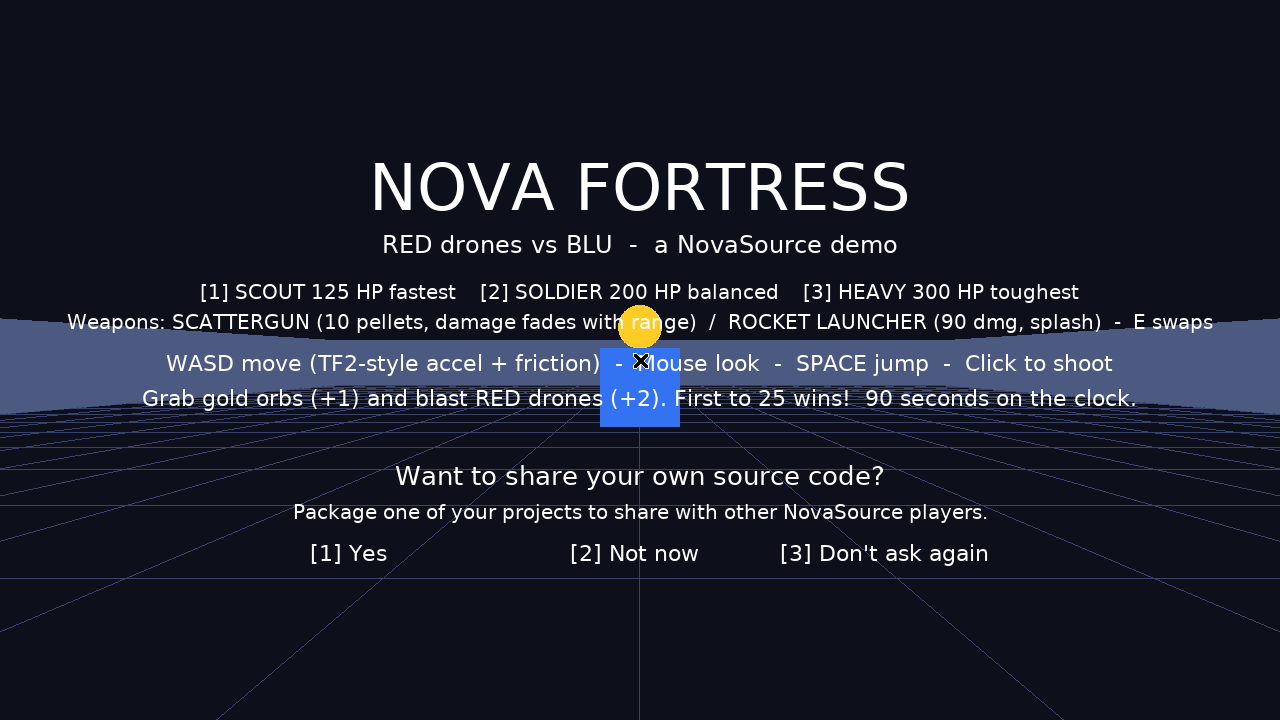 NOVA FORTRESS
RED drones vs BLU - a NovaSource demo
[1] SCOUT 125 HP fastest [2] SOLDIER 200 HP balanced [3] HEAVY 300 HP toughest
Weapons: SCATTERGUN (10 pellets, damage fades with range) / ROCKET LAUNCHER (90 dmg, splash) - E swaps
WASD move (TF2-style accel + friction) - Mouse look - SPACE jump - Click to shoot
Grab gold orbs (+1) and blast RED drones (+2). First to 25 wins! 90 seconds on the clock.
Want to share your own source code?
Package one of your projects to share with other NovaSource players.
[1] Yes [2] Not now [3] Don't ask again